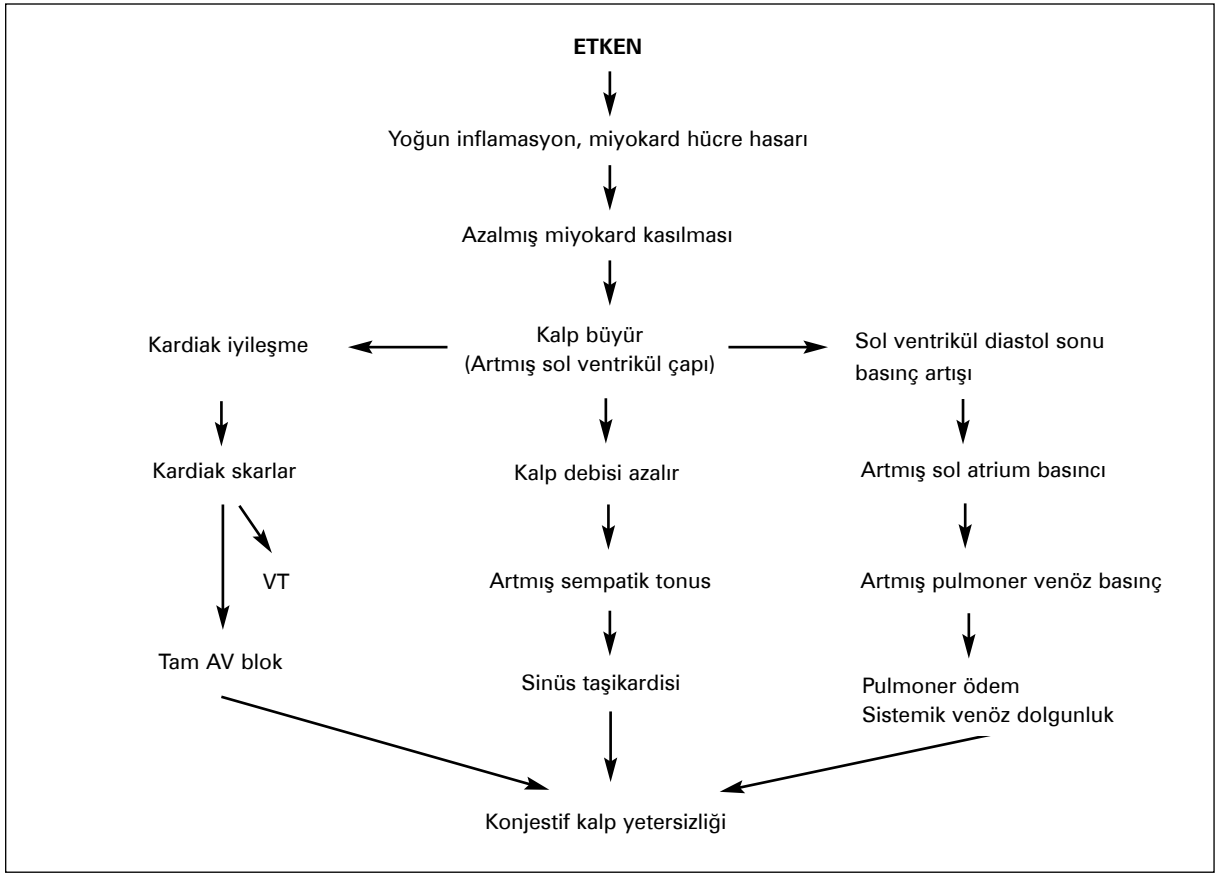 ETKEN
Yoğun inflamasyon, miyokard hücre hasarı
Azalmış miyokard kasılması
Kardiak iyileşme
Kalp büyür
(Artmış sol ventrikül çapı)
Sol ventrikül diastol sonu
basınç artışı
Kardiak skarlar
Kalp debisi azalır
Artmış sol atrium basıncı
VT
Artmış sempatik tonus
Artmış pulmoner venöz basınç
Tam AV blok
Sinüs taşikardisi
Pulmoner ödem
Sistemik venöz dolgunluk
Konjestif kalp yetersizliği